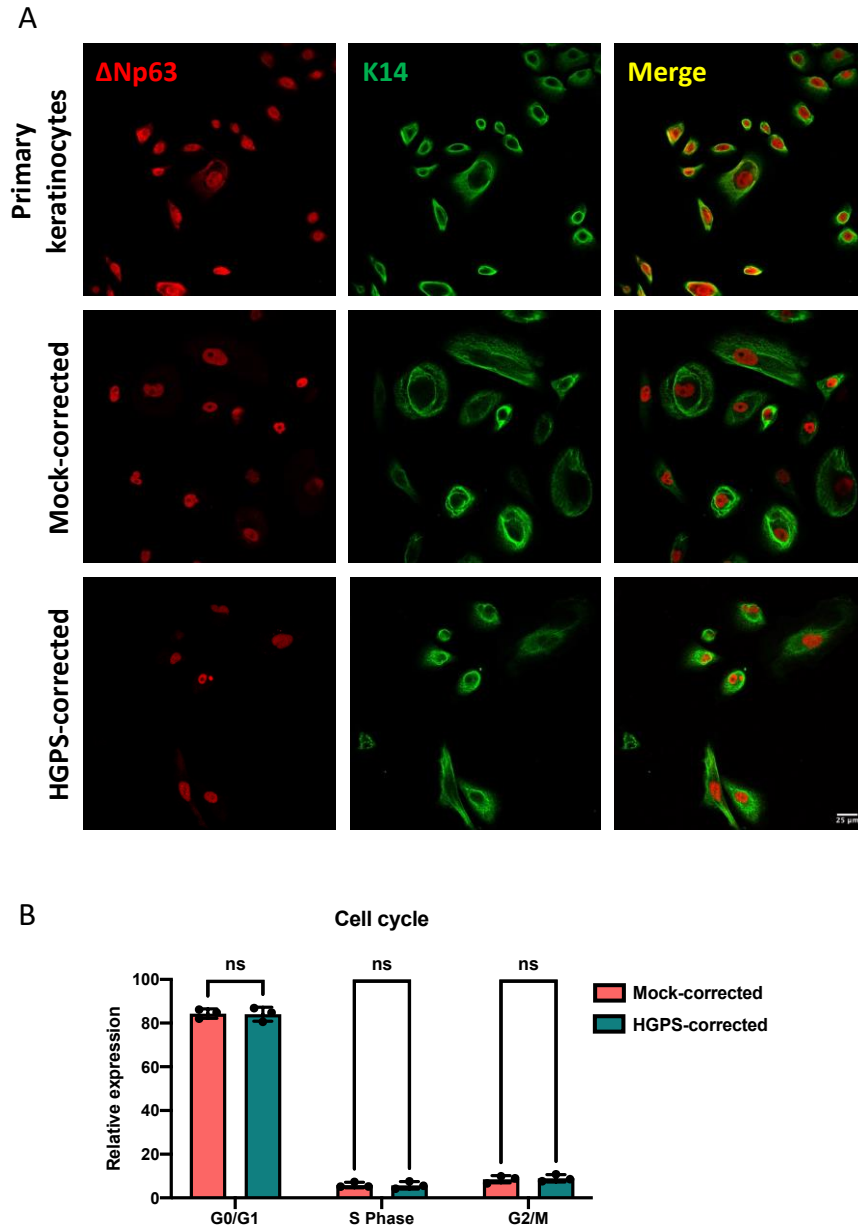 A
ΔNp63
K14
Merge
Primary
keratinocytes
Mock-corrected
HGPS-corrected
25 μm
B
Cell cycle
ns
ns
ns
Mock-corrected
HGPS-corrected
Relative expression
100
80
60
40
20
0
G0/G1
S Phase
G2/M